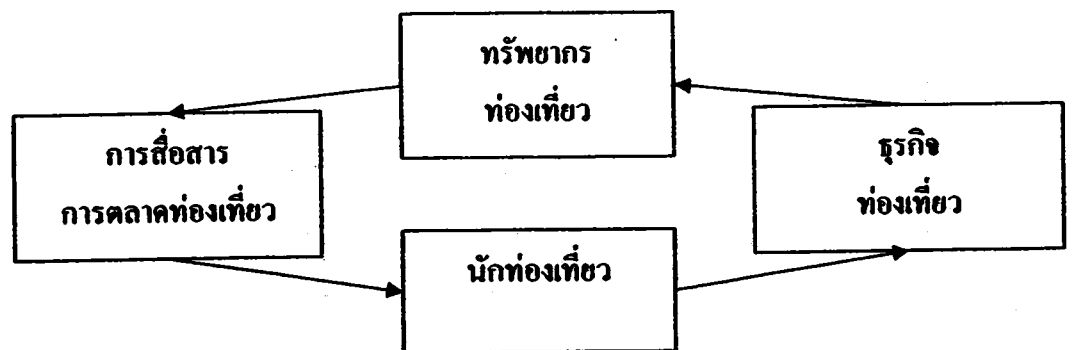 ทรัพยากร
ท่องเที่ยว
การสื่อสาร
การตลาดท่องเที่ยว
ธุรกิจ
ท่องเที่ยว
นักท่องเที่ยว